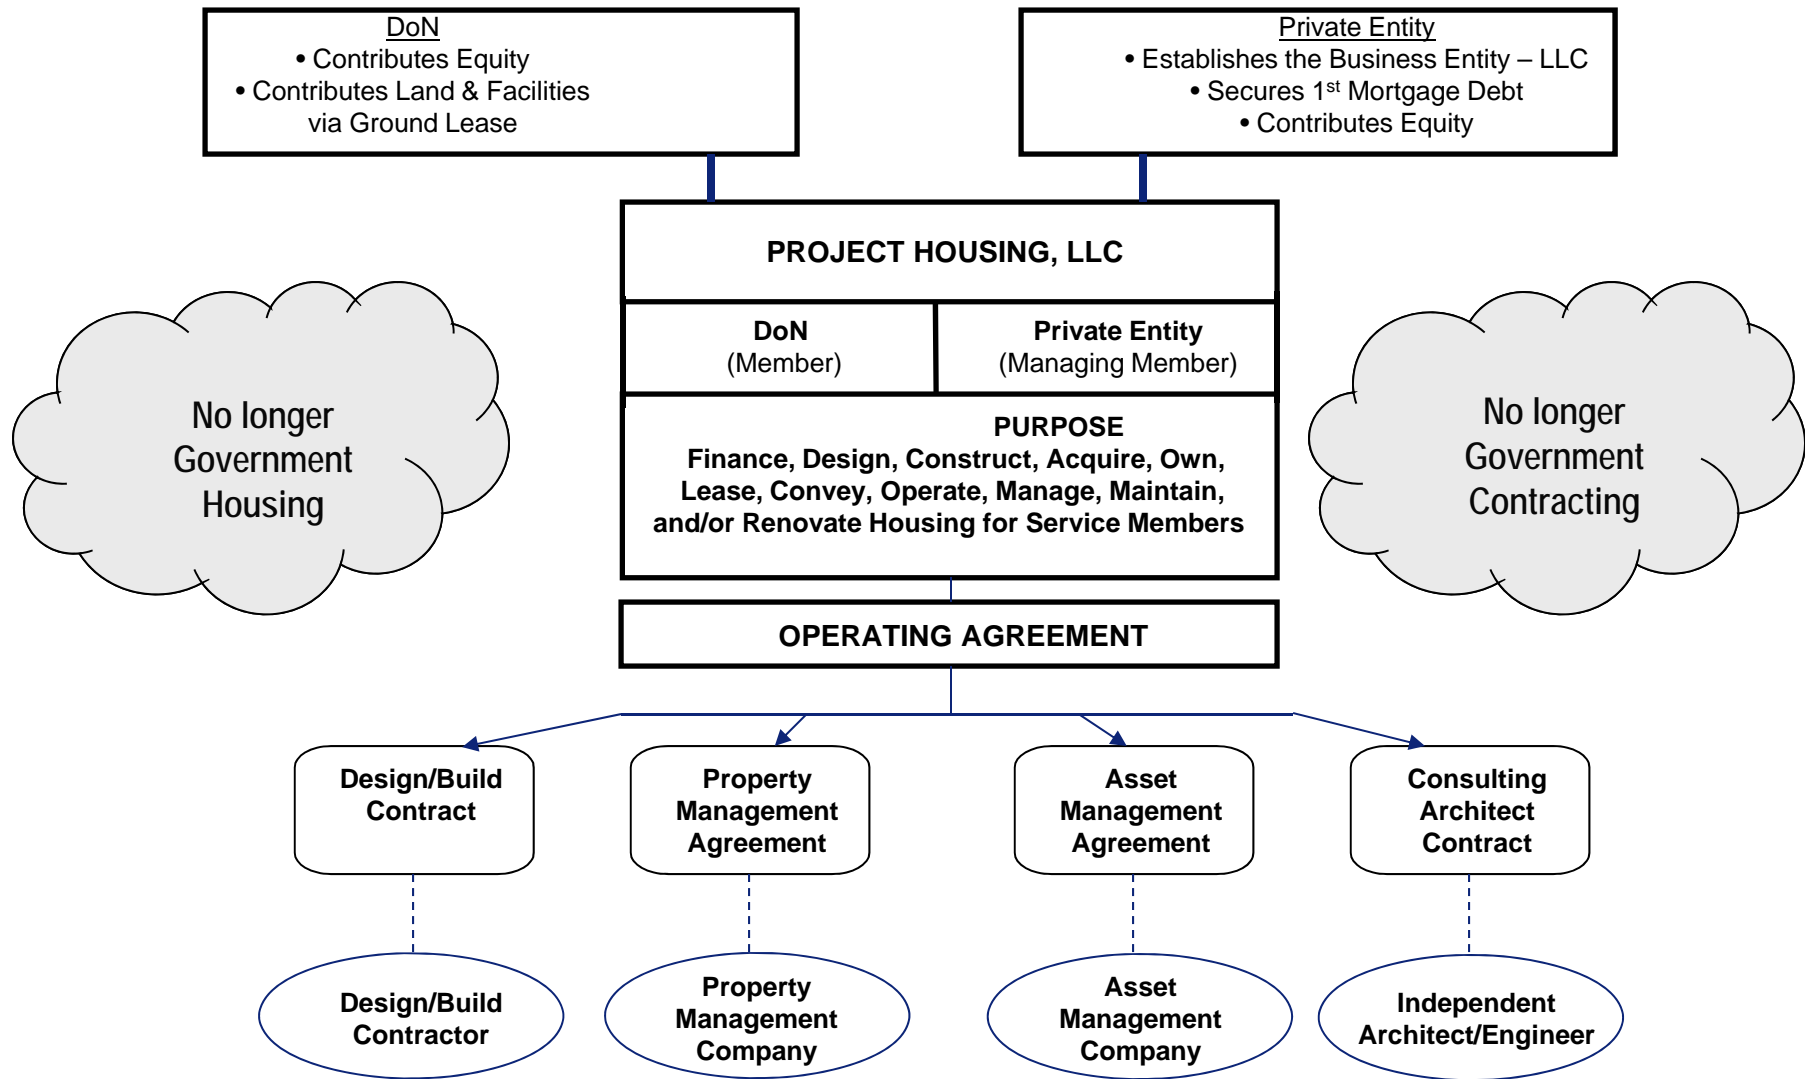 DoN
• Contributes Equity
• Contributes Land & Facilities
via Ground Lease
Private Entity
• Establishes the Business Entity – LLC
• Secures 1st Mortgage Debt
• Contributes Equity
PROJECT HOUSING, LLC
DoN
(Member)
Private Entity
(Managing Member)
PURPOSE
Finance, Design, Construct, Acquire, Own,
Lease, Convey, Operate, Manage, Maintain,
and/or Renovate Housing for Service Members
No longer
Government
Housing
No longer
Government
Contracting
OPERATING AGREEMENT
Design/Build
Contract
Property
Management
Agreement
Asset
Management
Agreement
Consulting
Architect
Contract
Design/Build
Contractor
Property
Management
Company
Asset
Management
Company
Independent
Architect/Engineer